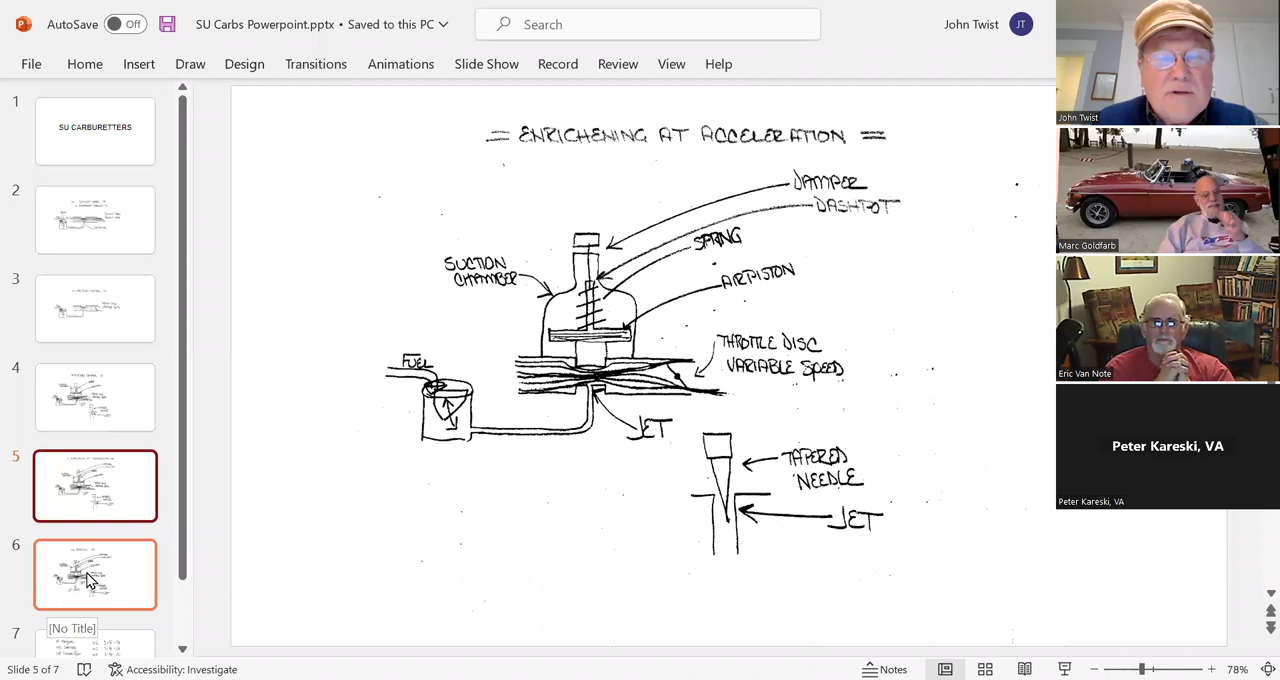 AutoSave Off SU Carbs Powerpoint.pptx • Saved to this PC Search John Twist JT
File Home Insert Draw Design Transitions Animations Slide Show Record Review View Help
1
SU CARBURETTERS
2
3
4
5
6
[No Title]
7
= ENRICHENING AT ACCELERATION =
DAMPER
DASHPOT
SPRING
SUCTION
CHAMBER
AIR PISTON
THROTTLE DISC
VARIABLE SPEED
FUEL
JET
TAPERED
NEEDLE
JET
John Twist
Marc Goldfarb
Eric Van Note
Peter Kareski, VA
Peter Kareski, VA
Slide 5 of 7 Accessibility: Investigate Notes 78%